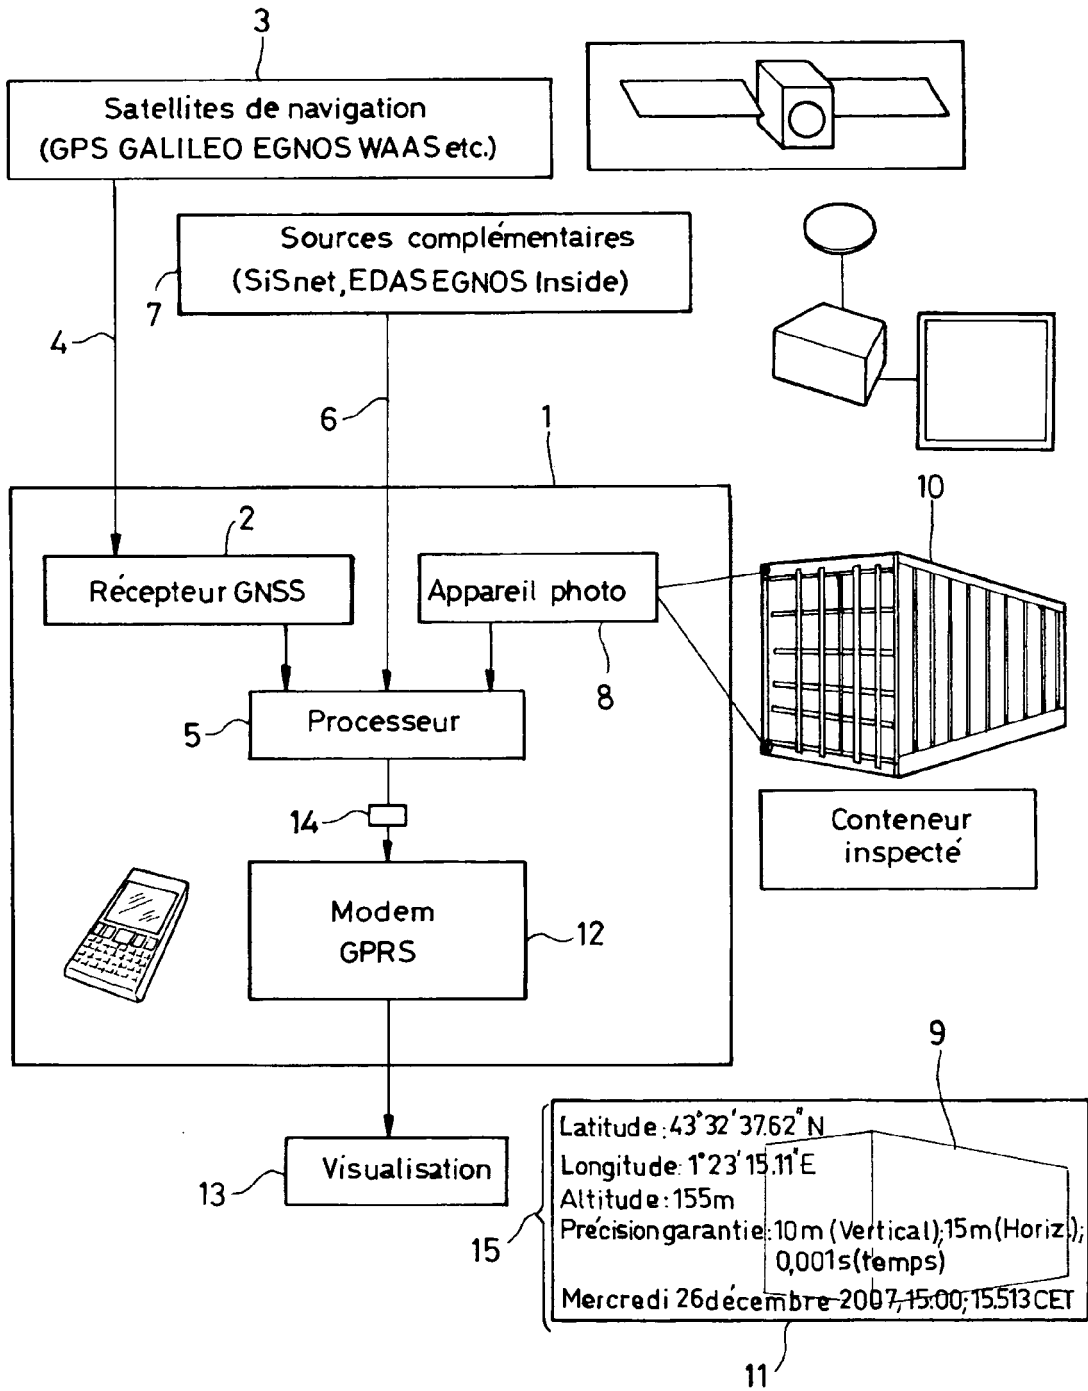 3
Satellites de navigation
(GPS GALILEO EGNOS WAAS etc.)
Sources complémentaires
(SiSnet, EDAS EGNOS Inside)
7
4
6
1
10
2
Récepteur GNSS
Appareil photo
8
5
Processeur
14
Conteneur
inspecté
Modem
GPRS
12
9
Latitude: 43°32'37.62" N
Longitude: 1°23'15.11"E
Altitude: 155m
Précision garantie: 10m (Vertical); 15m (Horiz.);
0,001s (temps)
Mercredi 26 décembre 2007, 15:00; 15.513 CET
Visualisation
13
15
11